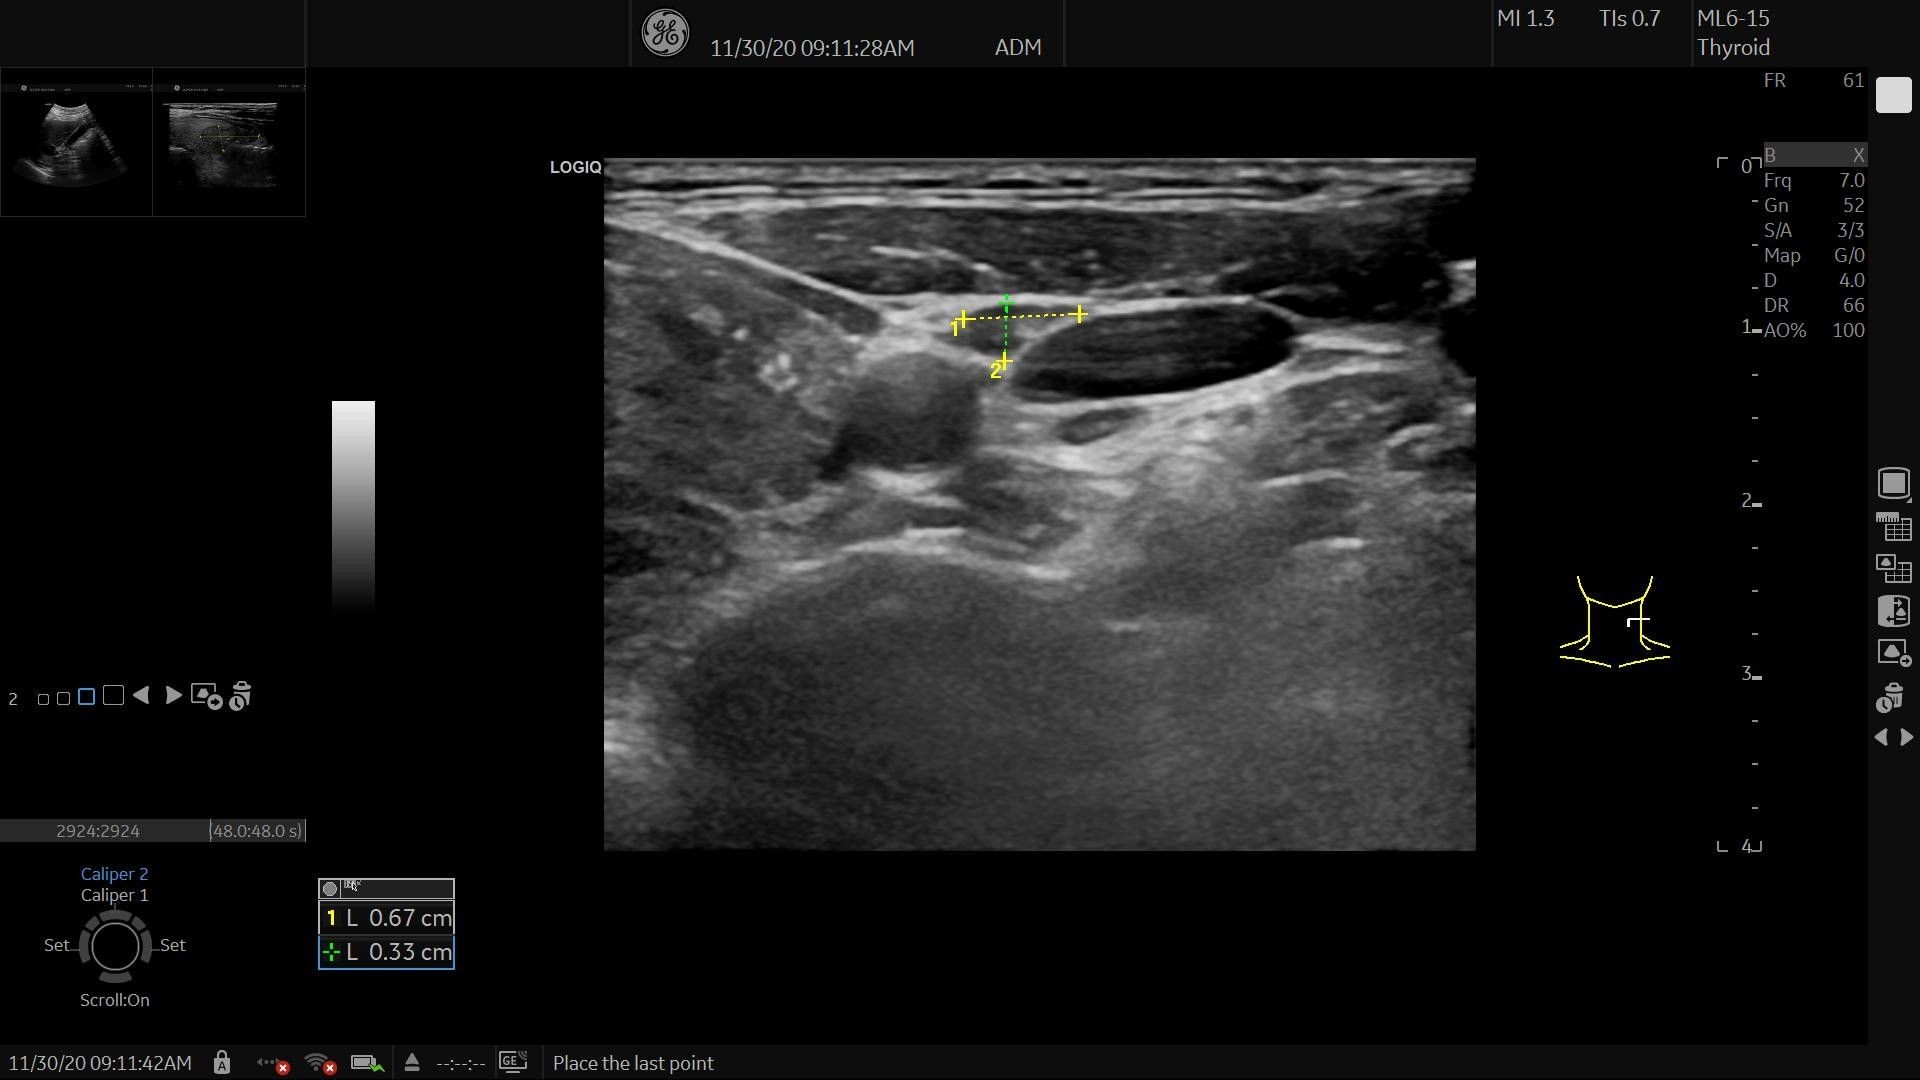 11/30/20 09:11:28AM ADM
MI 1.3 TIs 0.7
ML6-15
Thyroid
FR 61
LOGIQ
B X
Frq 7.0
Gn 52
S/A 3/3
Map G/0
D 4.0
DR 66
AO% 100
0
1
2
3
4
1
2
2
2924:2924 (48.0:48.0 s)
Caliper 2
Caliper 1
Set Set
Scroll:On
1 L 0.67 cm
L 0.33 cm
11/30/20 09:11:42AM A --:--:-- GE Place the last point